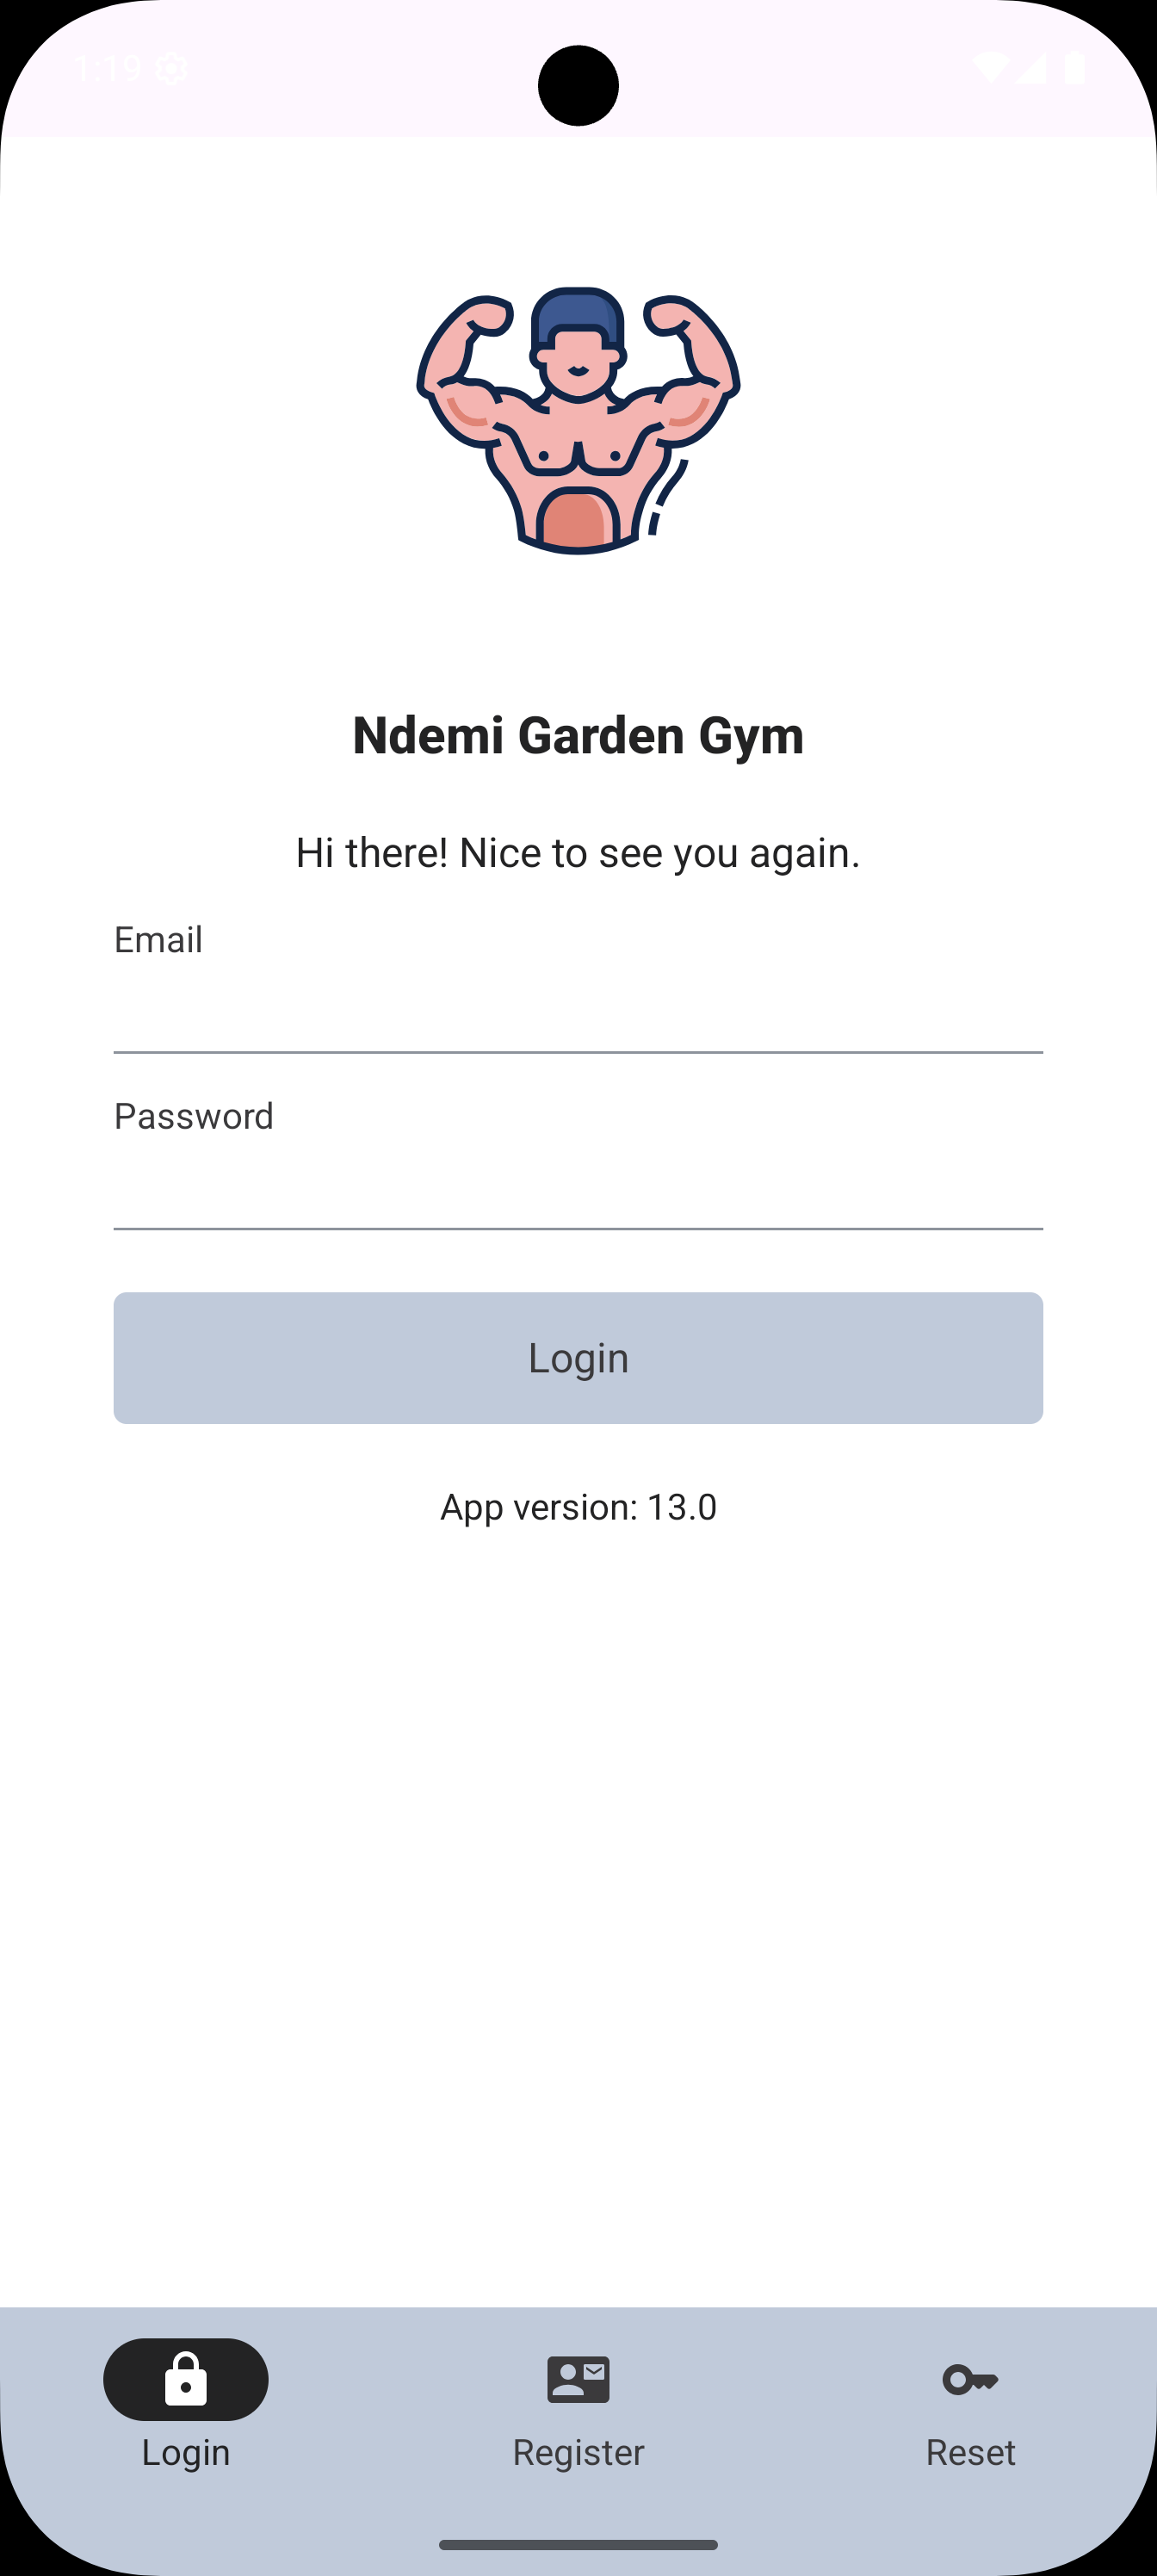 1:19
Ndemi Garden Gym
Hi there! Nice to see you again.
Email
Password
Login
App version: 13.0
Login
Register
Reset